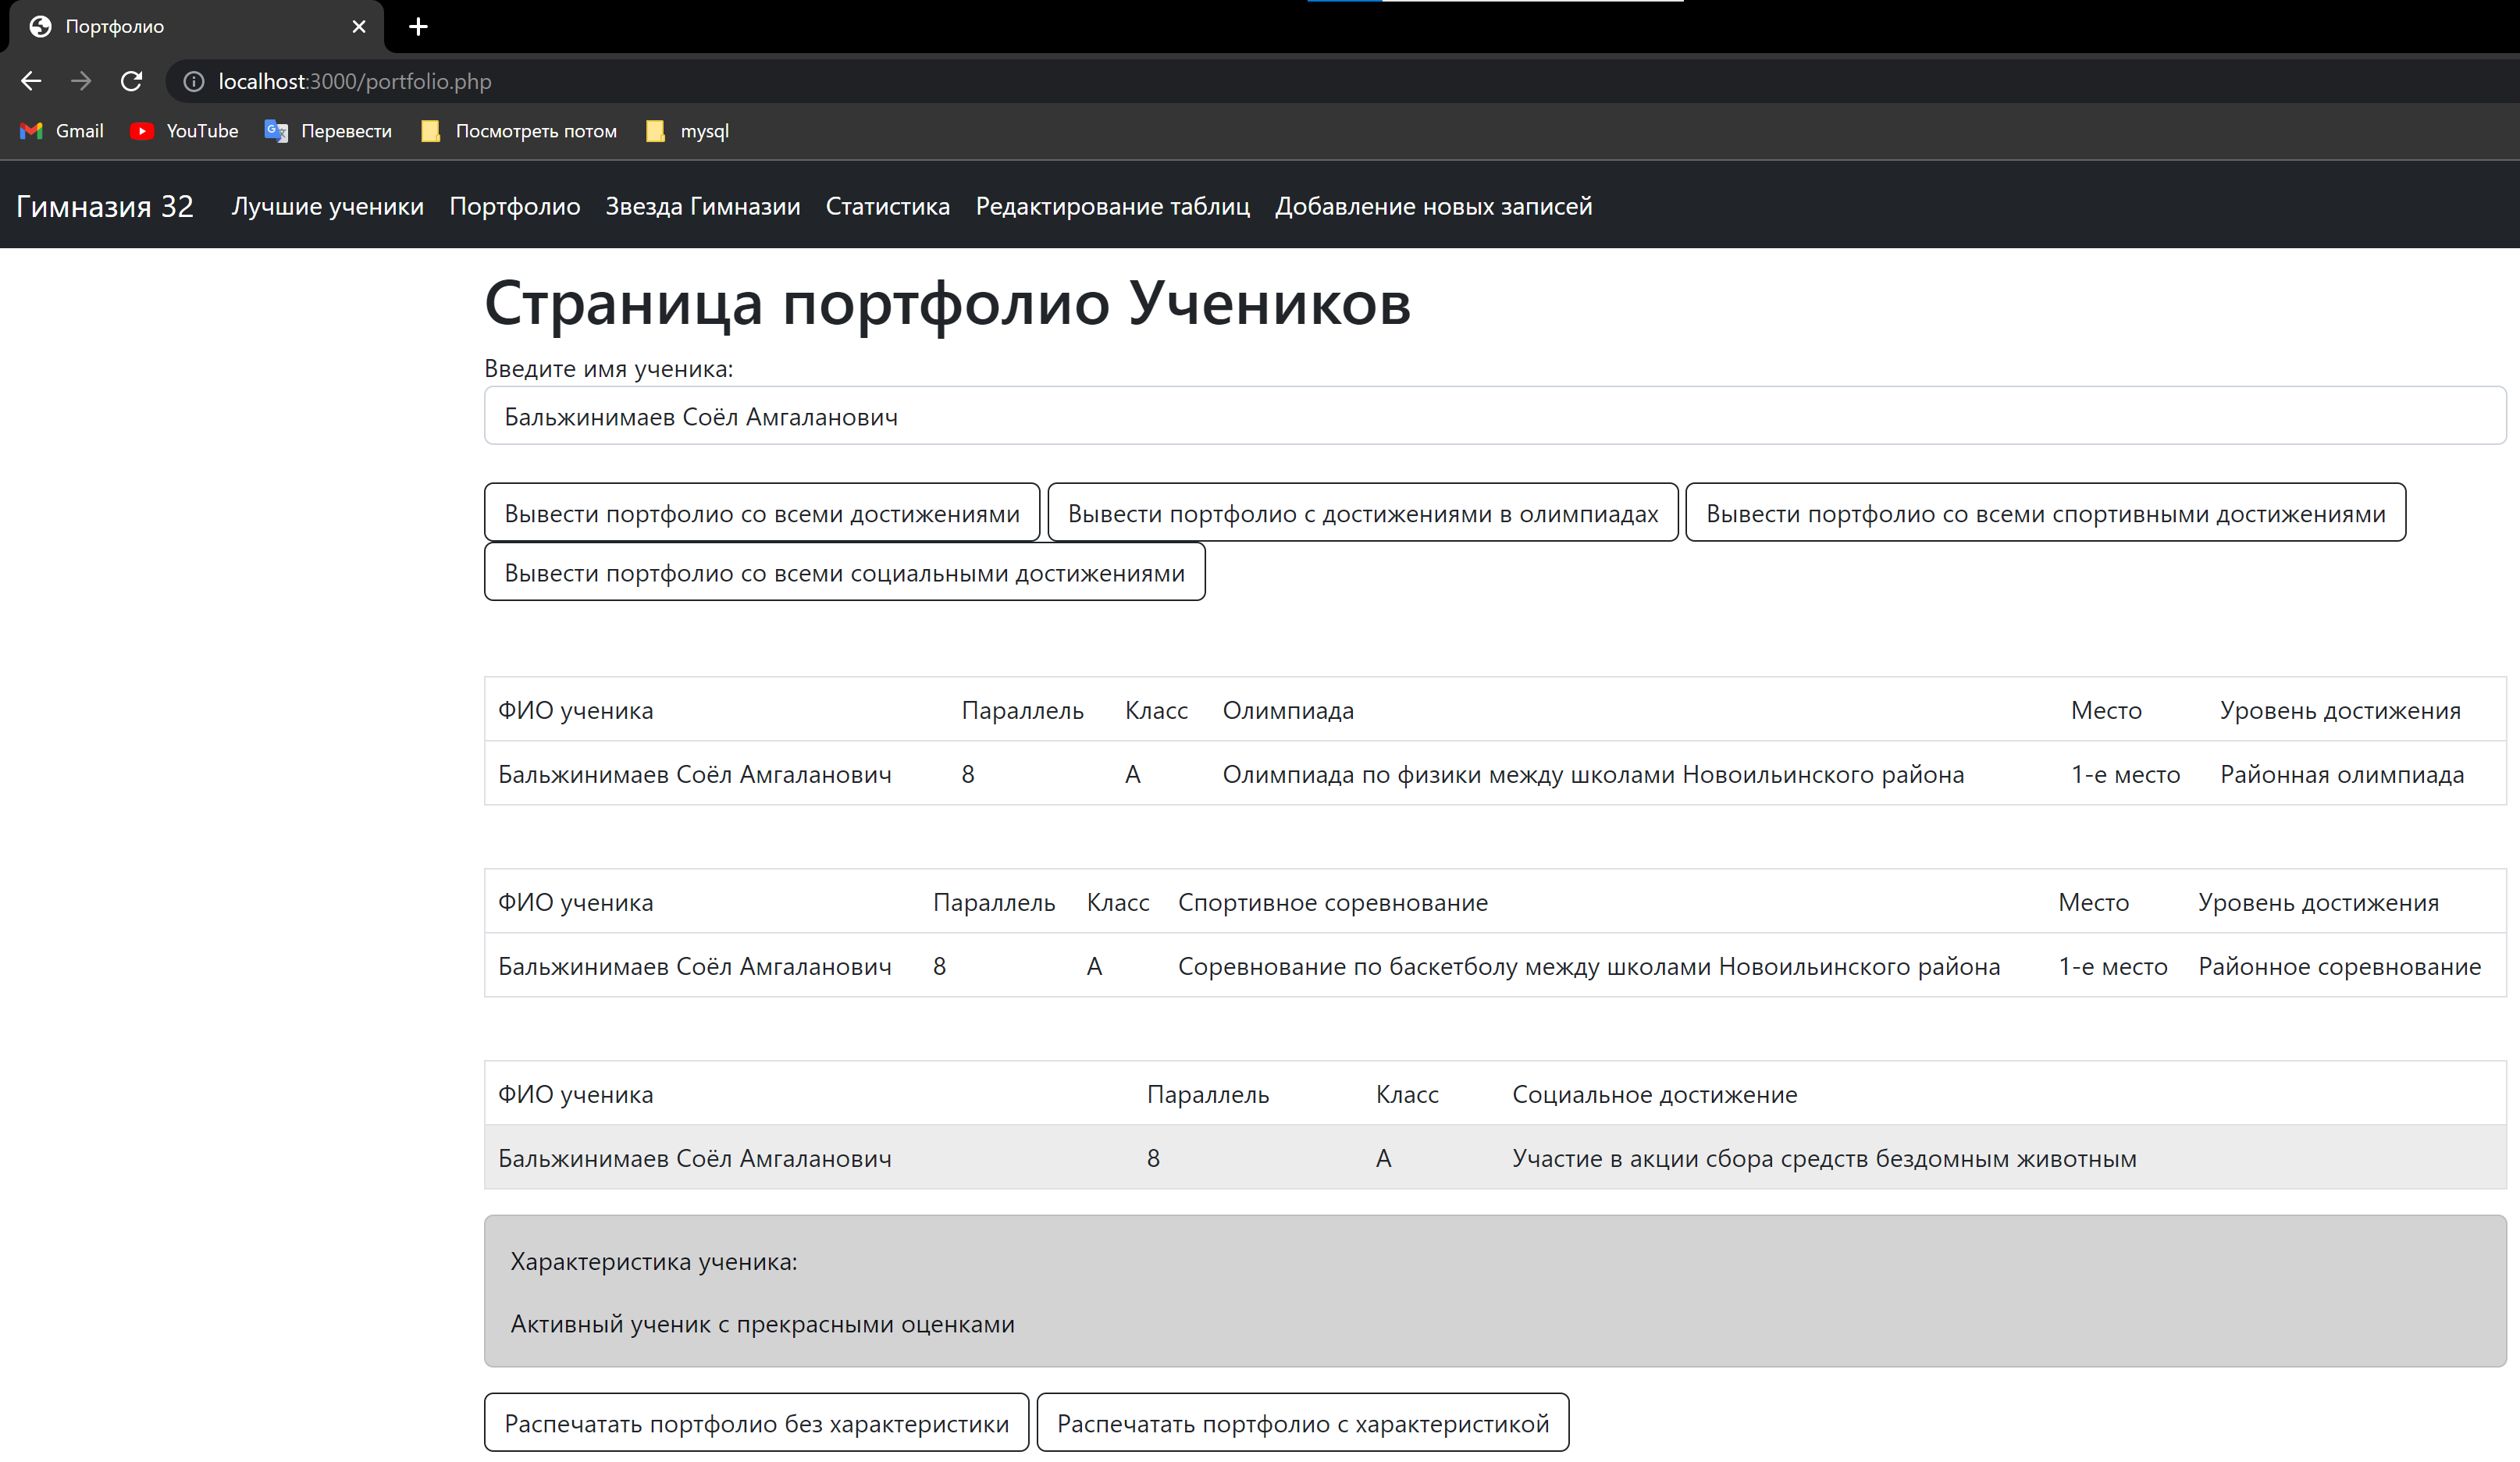 Портфолио
localhost:3000/portfolio.php
Gmail YouTube Перевести Посмотреть потом mysql
Гимназия 32 Лучшие ученики Портфолио Звезда Гимназии Статистика Редактирование таблиц Добавление новых записей
Страница портфолио Учеников
Введите имя ученика:
Бальжинимаев Соёл Амгаланович
Вывести портфолио со всеми достижениями Вывести портфолио с достижениями в олимпиадах Вывести портфолио со всеми спортивными достижениями
Вывести портфолио со всеми социальными достижениями
ФИО ученика Параллель Класс Олимпиада Место Уровень достижения
Бальжинимаев Соёл Амгаланович 8 А Олимпиада по физики между школами Новоильинского района 1-е место Районная олимпиада
ФИО ученика Параллель Класс Спортивное соревнование Место Уровень достижения
Бальжинимаев Соёл Амгаланович 8 А Соревнование по баскетболу между школами Новоильинского района 1-е место Районное соревнование
ФИО ученика Параллель Класс Социальное достижение
Бальжинимаев Соёл Амгаланович 8 А Участие в акции сбора средств бездомным животным
Характеристика ученика:
Активный ученик с прекрасными оценками
Распечатать портфолио без характеристики Распечатать портфолио с характеристикой